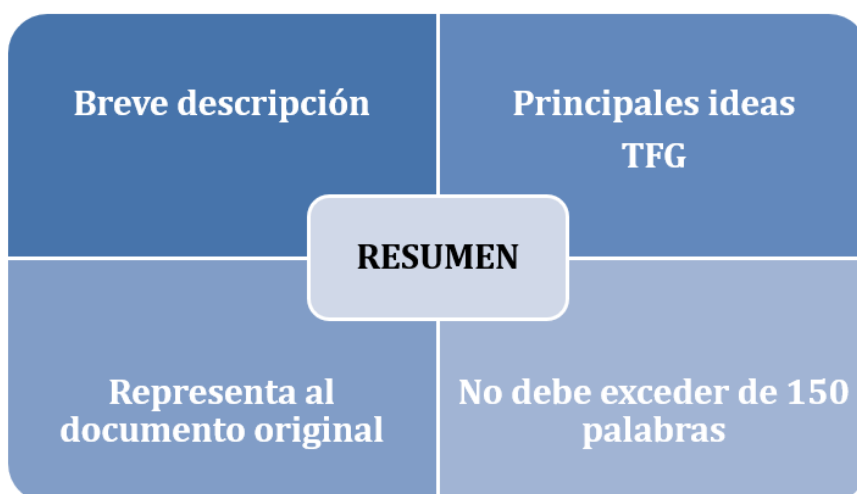 Breve descripción
Principales ideas
TFG
RESUMEN
Representa al
documento original
No debe exceder de 150
palabras